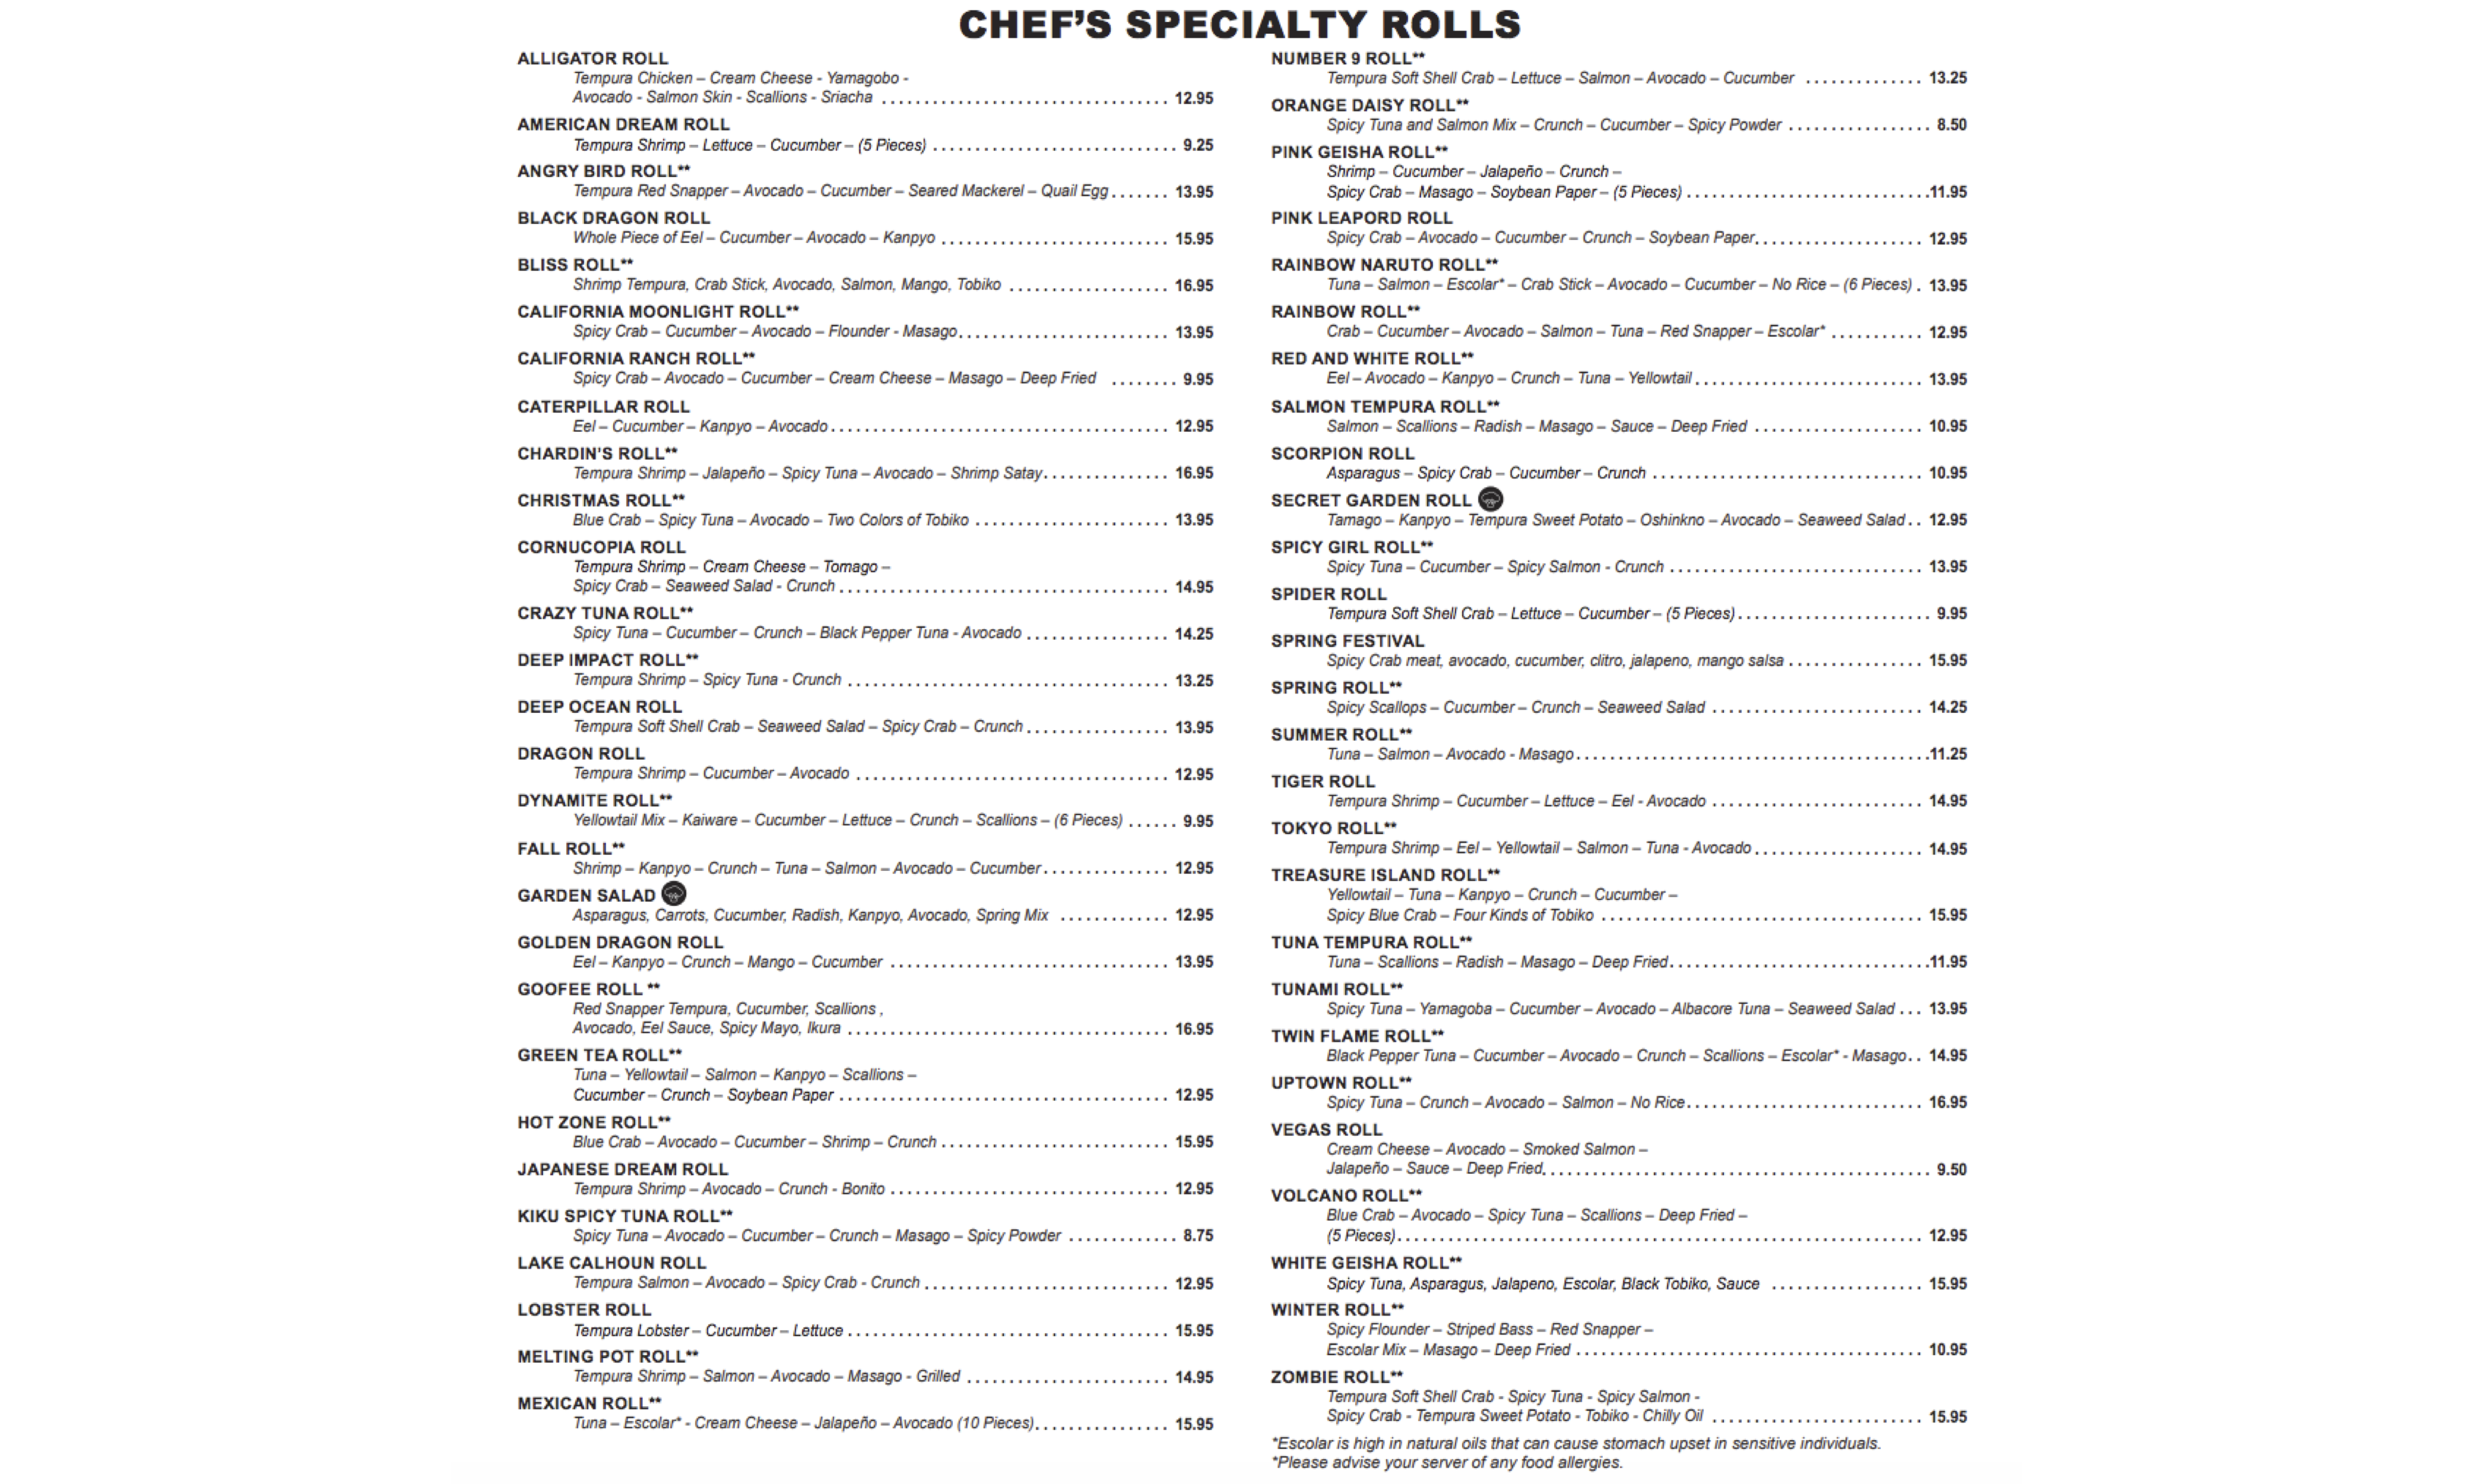 CHEF'S SPECIALTY ROLLS
ALLIGATOR ROLL
Tempura Chicken – Cream Cheese - Yamagobo -
Avocado - Salmon Skin - Scallions - Sriacha .................................. 12.95
AMERICAN DREAM ROLL
Tempura Shrimp – Lettuce – Cucumber – (5 Pieces) ............................. 9.25
ANGRY BIRD ROLL**
Tempura Red Snapper – Avocado – Cucumber – Seared Mackerel – Quail Egg ....... 13.95
BLACK DRAGON ROLL
Whole Piece of Eel – Cucumber – Avocado – Kanpyo ........................... 15.95
BLISS ROLL**
Shrimp Tempura, Crab Stick, Avocado, Salmon, Mango, Tobiko ................... 16.95
CALIFORNIA MOONLIGHT ROLL**
Spicy Crab – Cucumber – Avocado – Flounder - Masago ......................... 13.95
CALIFORNIA RANCH ROLL**
Spicy Crab – Avocado – Cucumber – Cream Cheese – Masago – Deep Fried ........ 9.95
CATERPILLAR ROLL
Eel – Cucumber – Kanpyo – Avocado ........................................ 12.95
CHARDIN'S ROLL**
Tempura Shrimp – Jalapeño – Spicy Tuna – Avocado – Shrimp Satay ............... 16.95
CHRISTMAS ROLL**
Blue Crab – Spicy Tuna – Avocado – Two Colors of Tobiko ....................... 13.95
CORNUCOPIA ROLL
Tempura Shrimp – Cream Cheese – Tomago –
Spicy Crab – Seaweed Salad - Crunch ....................................... 14.95
CRAZY TUNA ROLL**
Spicy Tuna – Cucumber – Crunch – Black Pepper Tuna - Avocado ................. 14.25
DEEP IMPACT ROLL**
Tempura Shrimp – Spicy Tuna - Crunch ...................................... 13.25
DEEP OCEAN ROLL
Tempura Soft Shell Crab – Seaweed Salad – Spicy Crab – Crunch ................. 13.95
DRAGON ROLL
Tempura Shrimp – Cucumber – Avocado ..................................... 12.95
DYNAMITE ROLL**
Yellowtail Mix – Kaiware – Cucumber – Lettuce – Crunch – Scallions – (6 Pieces) ...... 9.95
FALL ROLL**
Shrimp – Kanpyo – Crunch – Tuna – Salmon – Avocado – Cucumber ............... 12.95
GARDEN SALAD
Asparagus, Carrots, Cucumber, Radish, Kanpyo, Avocado, Spring Mix ............. 12.95
GOLDEN DRAGON ROLL
Eel – Kanpyo – Crunch – Mango – Cucumber ................................. 13.95
GOOFEE ROLL **
Red Snapper Tempura, Cucumber, Scallions ,
Avocado, Eel Sauce, Spicy Mayo, Ikura ...................................... 16.95
GREEN TEA ROLL**
Tuna – Yellowtail – Salmon – Kanpyo – Scallions –
Cucumber – Crunch – Soybean Paper ....................................... 12.95
HOT ZONE ROLL**
Blue Crab – Avocado – Cucumber – Shrimp – Crunch ........................... 15.95
JAPANESE DREAM ROLL
Tempura Shrimp – Avocado – Crunch - Bonito ................................. 12.95
KIKU SPICY TUNA ROLL**
Spicy Tuna – Avocado – Cucumber – Crunch – Masago – Spicy Powder ............. 8.75
LAKE CALHOUN ROLL
Tempura Salmon – Avocado – Spicy Crab - Crunch ............................. 12.95
LOBSTER ROLL
Tempura Lobster – Cucumber – Lettuce ...................................... 15.95
MELTING POT ROLL**
Tempura Shrimp – Salmon – Avocado – Masago - Grilled ........................ 14.95
MEXICAN ROLL**
Tuna – Escolar* - Cream Cheese – Jalapeño – Avocado (10 Pieces) ................ 15.95
NUMBER 9 ROLL**
Tempura Soft Shell Crab – Lettuce – Salmon – Avocado – Cucumber .............. 13.25
ORANGE DAISY ROLL**
Spicy Tuna and Salmon Mix – Crunch – Cucumber – Spicy Powder ................. 8.50
PINK GEISHA ROLL**
Shrimp – Cucumber – Jalapeño – Crunch –
Spicy Crab – Masago – Soybean Paper – (5 Pieces) .............................11.95
PINK LEAPORD ROLL
Spicy Crab – Avocado – Cucumber – Crunch – Soybean Paper .................... 12.95
RAINBOW NARUTO ROLL**
Tuna – Salmon – Escolar* – Crab Stick – Avocado – Cucumber – No Rice – (6 Pieces) . 13.95
RAINBOW ROLL**
Crab – Cucumber – Avocado – Salmon – Tuna – Red Snapper – Escolar* ........... 12.95
RED AND WHITE ROLL**
Eel – Avocado – Kanpyo – Crunch – Tuna – Yellowtail ........................... 13.95
SALMON TEMPURA ROLL**
Salmon – Scallions – Radish – Masago – Sauce – Deep Fried .................... 10.95
SCORPION ROLL
Asparagus – Spicy Crab – Cucumber – Crunch ................................ 10.95
SECRET GARDEN ROLL
Tamago – Kanpyo – Tempura Sweet Potato – Oshinkno – Avocado – Seaweed Salad .. 12.95
SPICY GIRL ROLL**
Spicy Tuna – Cucumber – Spicy Salmon - Crunch .............................. 13.95
SPIDER ROLL
Tempura Soft Shell Crab – Lettuce – Cucumber – (5 Pieces) ....................... 9.95
SPRING FESTIVAL
Spicy Crab meat, avocado, cucumber, clitro, jalapeno, mango salsa ................ 15.95
SPRING ROLL**
Spicy Scallops – Cucumber – Crunch – Seaweed Salad ......................... 14.25
SUMMER ROLL**
Tuna – Salmon – Avocado - Masago ..........................................11.25
TIGER ROLL
Tempura Shrimp – Cucumber – Lettuce – Eel - Avocado ......................... 14.95
TOKYO ROLL**
Tempura Shrimp – Eel – Yellowtail – Salmon – Tuna - Avocado .................... 14.95
TREASURE ISLAND ROLL**
Yellowtail – Tuna – Kanpyo – Crunch – Cucumber –
Spicy Blue Crab – Four Kinds of Tobiko ...................................... 15.95
TUNA TEMPURA ROLL**
Tuna – Scallions – Radish – Masago – Deep Fried ...............................11.95
TUNAMI ROLL**
Spicy Tuna – Yamagoba – Cucumber – Avocado – Albacore Tuna – Seaweed Salad ... 13.95
TWIN FLAME ROLL**
Black Pepper Tuna – Cucumber – Avocado – Crunch – Scallions – Escolar* - Masago .. 14.95
UPTOWN ROLL**
Spicy Tuna – Crunch – Avocado – Salmon – No Rice ............................ 16.95
VEGAS ROLL
Cream Cheese – Avocado – Smoked Salmon –
Jalapeño – Sauce – Deep Fried .............................................. 9.50
VOLCANO ROLL**
Blue Crab – Avocado – Spicy Tuna – Scallions – Deep Fried –
(5 Pieces) .............................................................. 12.95
WHITE GEISHA ROLL**
Spicy Tuna, Asparagus, Jalapeno, Escolar, Black Tobiko, Sauce .................. 15.95
WINTER ROLL**
Spicy Flounder – Striped Bass – Red Snapper –
Escolar Mix – Masago – Deep Fried ......................................... 10.95
ZOMBIE ROLL**
Tempura Soft Shell Crab - Spicy Tuna - Spicy Salmon -
Spicy Crab - Tempura Sweet Potato - Tobiko - Chilly Oil ......................... 15.95
*Escolar is high in natural oils that can cause stomach upset in sensitive individuals.
*Please advise your server of any food allergies.